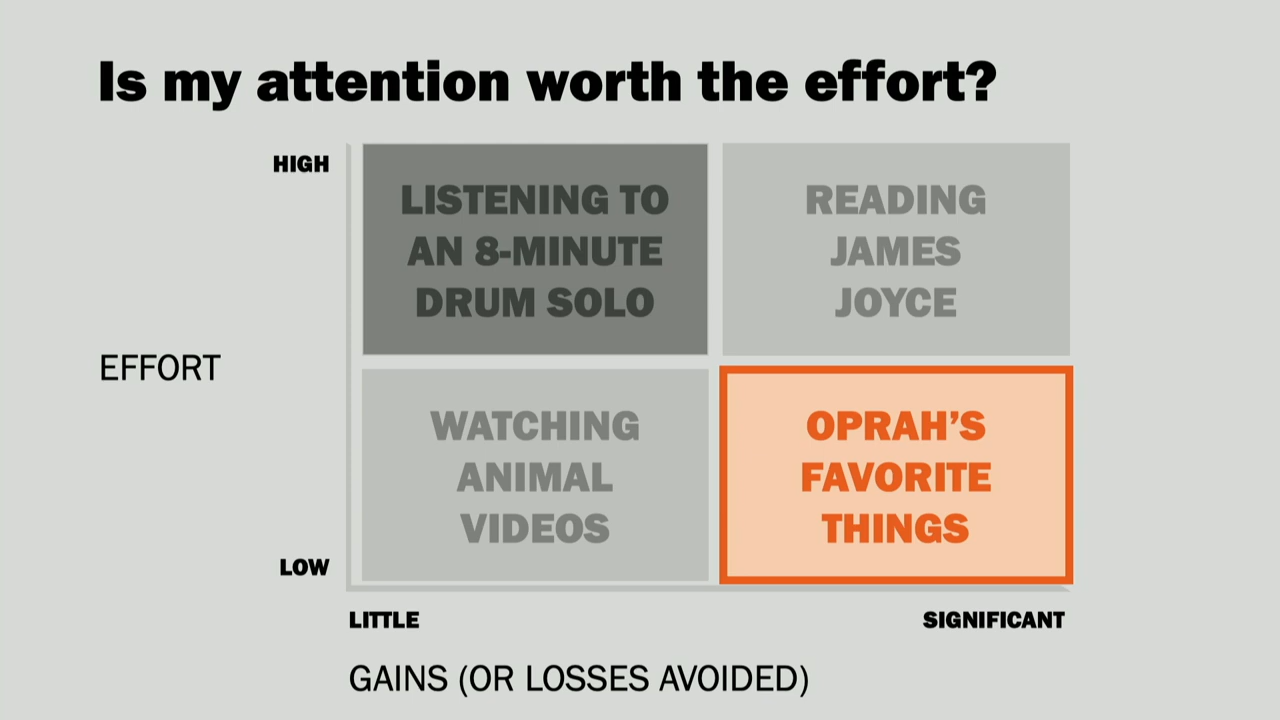 Is my attention worth the effort?
HIGH
LISTENING TO
AN 8-MINUTE
DRUM SOLO
READING
JAMES
JOYCE
EFFORT
WATCHING
ANIMAL
VIDEOS
OPRAH’S
FAVORITE
THINGS
LOW
LITTLE
SIGNIFICANT
GAINS (OR LOSSES AVOIDED)